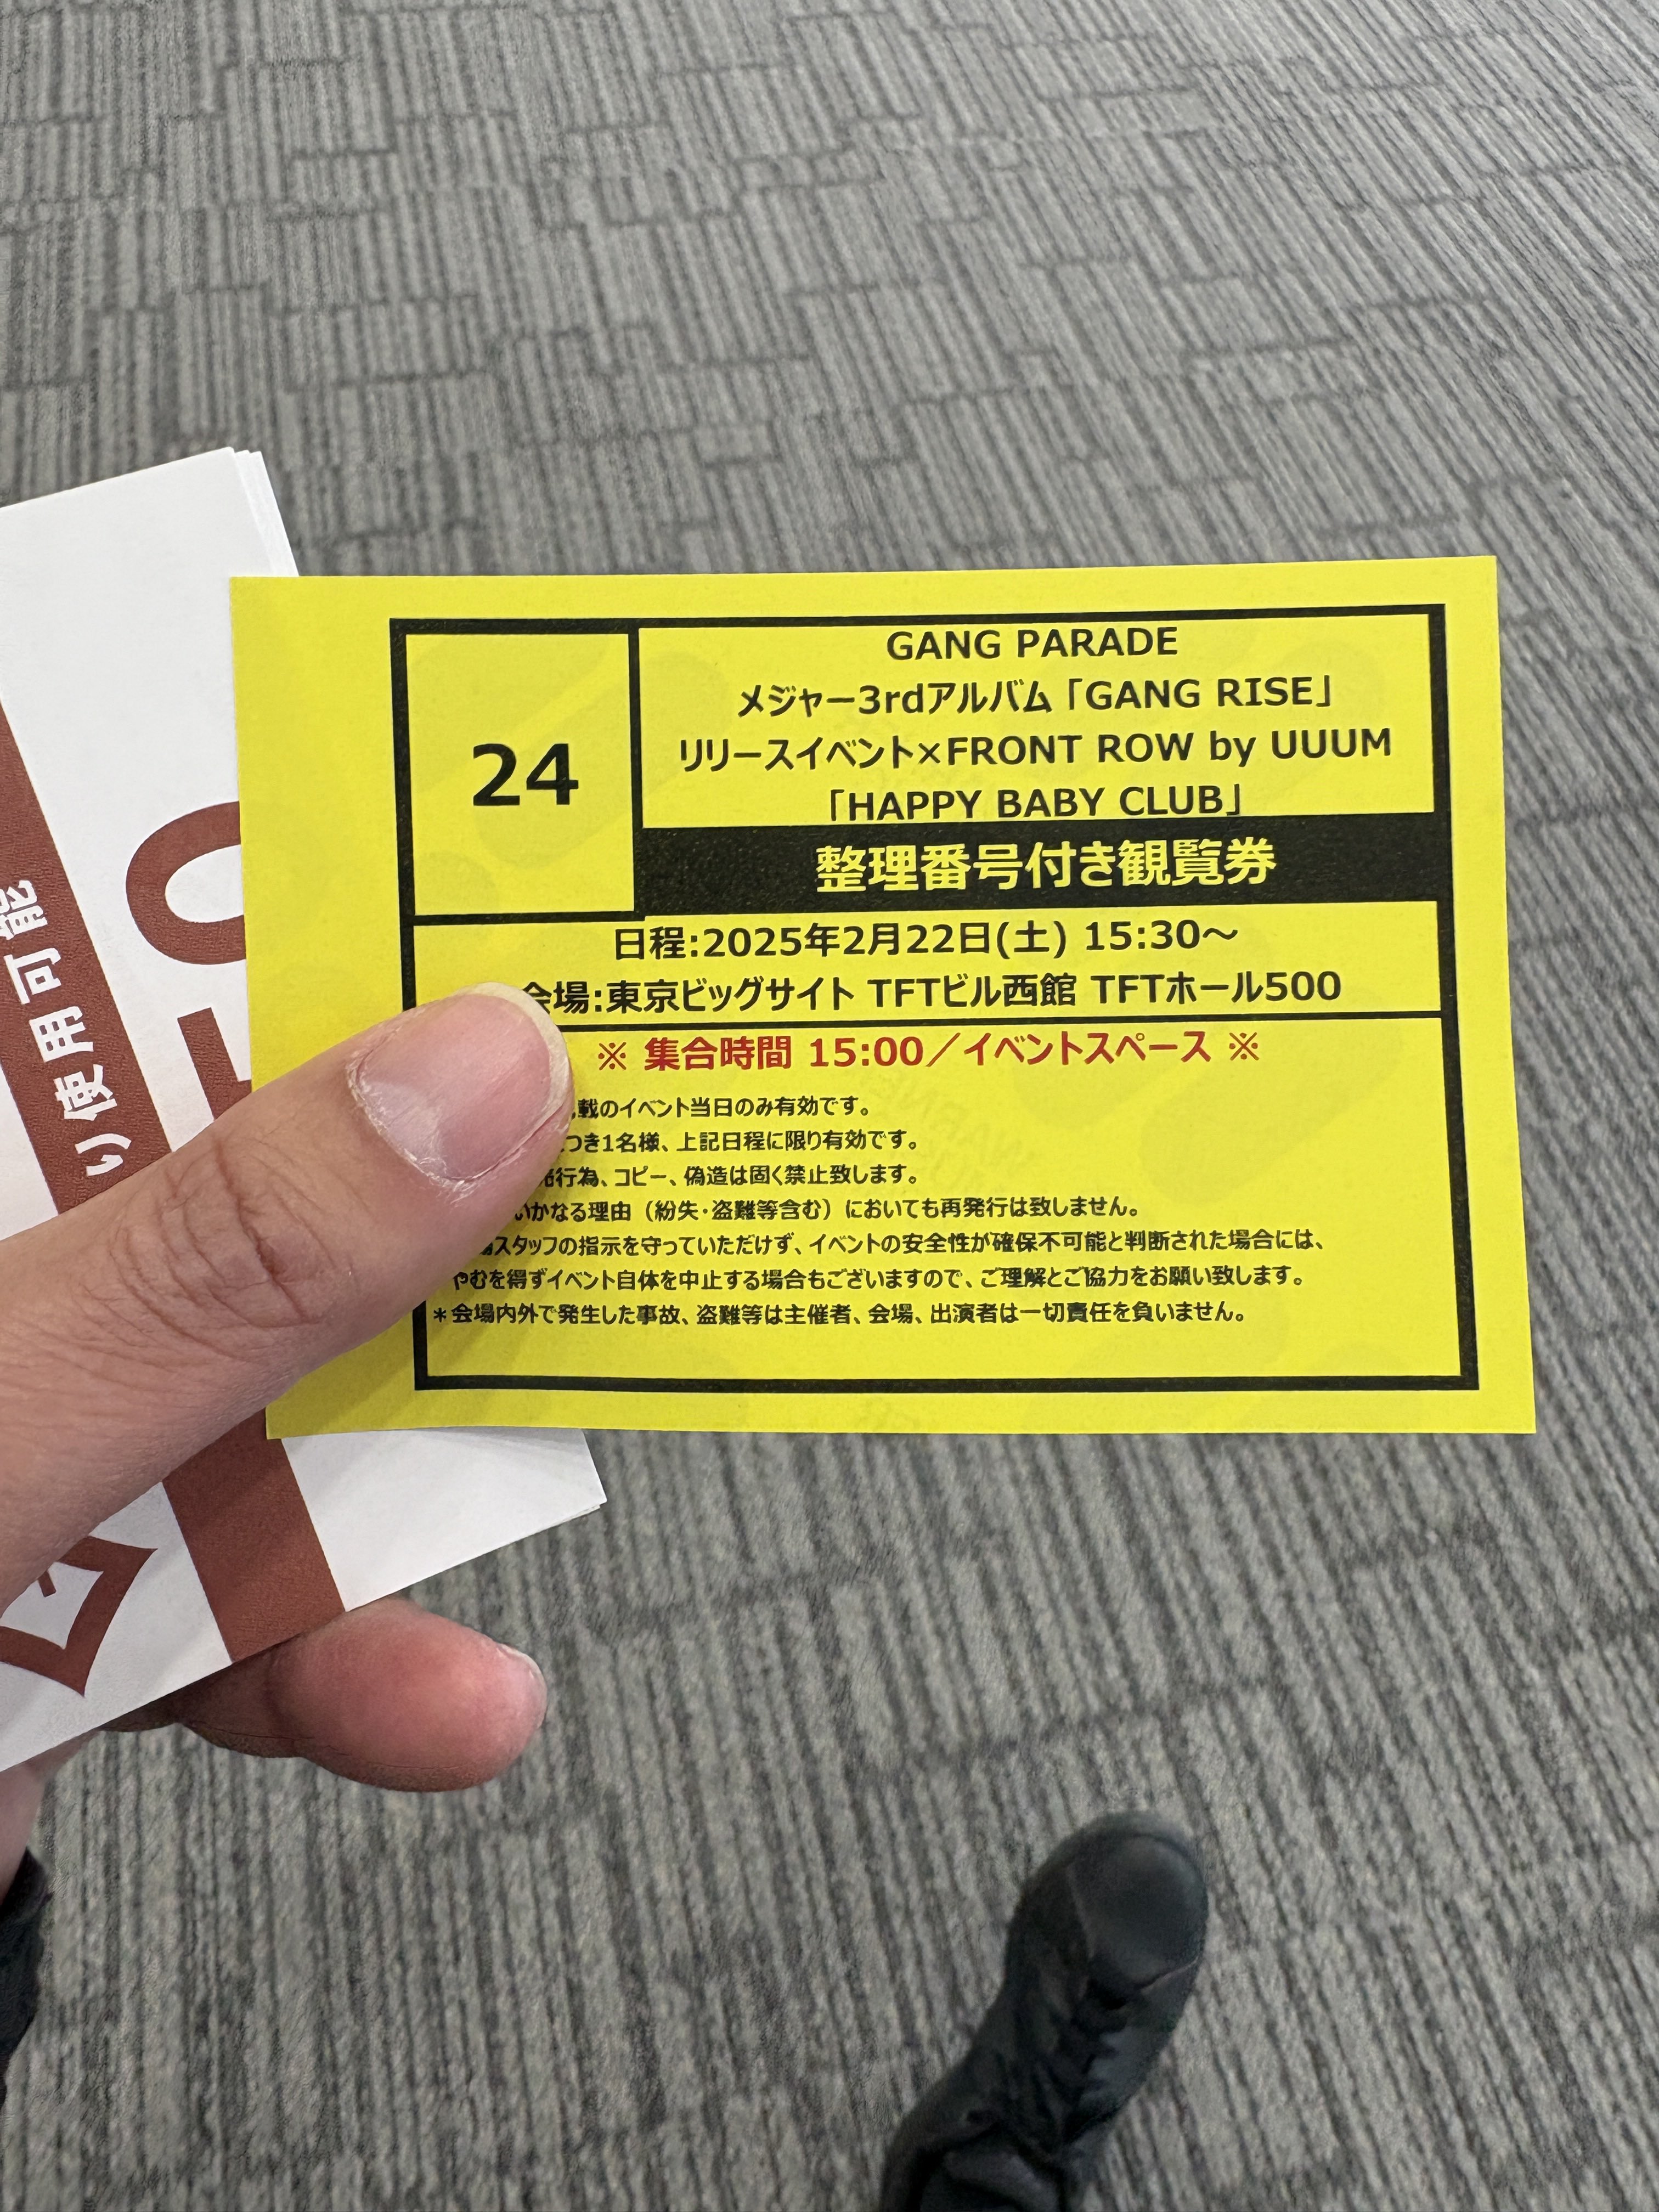 24
GANG PARADE
メジャー3rdアルバム「GANG RISE」
リリースイベント×FRONT ROW by UUUM
「HAPPY BABY CLUB」
整理番号付き観覧券
日程:2025年2月22日(土) 15:30～
会場:東京ビッグサイト TFTビル西館 TFTホール500
※ 集合時間 15:00／イベントスペース ※
載のイベント当日のみ有効です。
つき1名様、上記日程に限り有効です。
行為、コピー、偽造は固く禁止致します。
いかなる理由（紛失・盗難等含む）においても再発行は致しません。
スタッフの指示を守っていただけず、イベントの安全性が確保不可能と判断された場合には、
やむを得ずイベント自体を中止する場合もございますので、ご理解とご協力をお願い致します。
＊会場内外で発生した事故、盗難等は主催者、会場、出演者は一切責任を負いません。
り使用可能